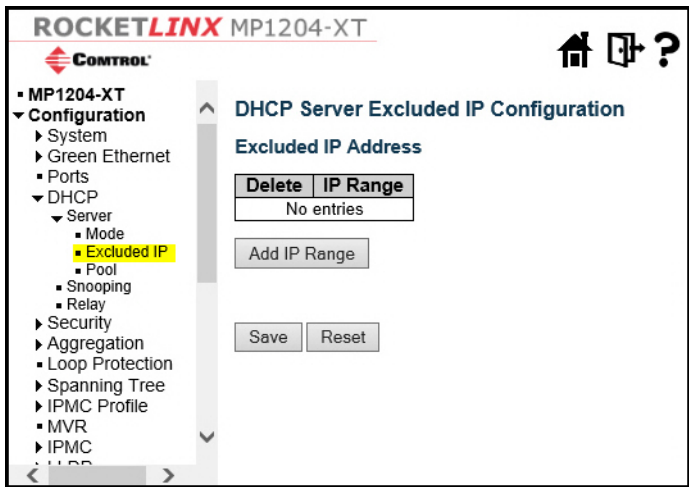 ROCKETLINX MP1204-XT
COMTROL
?
MP1204-XT
Configuration
System
Green Ethernet
Ports
DHCP
Server
Mode
Excluded IP
Pool
Snooping
Relay
Security
Aggregation
Loop Protection
Spanning Tree
IPMC Profile
MVR
IPMC
DHCP Server Excluded IP Configuration
Excluded IP Address
Delete IP Range
No entries
Add IP Range
Save Reset